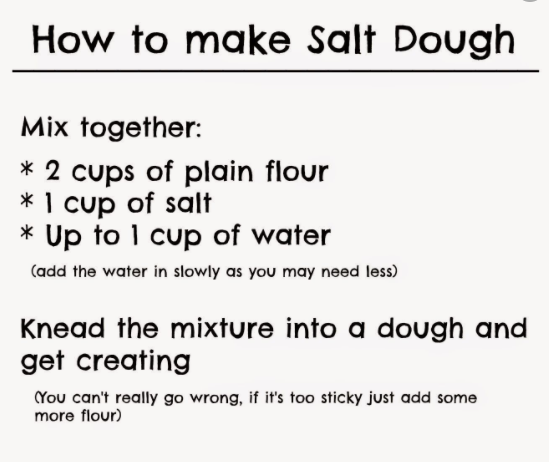 How to make Salt Dough
Mix together:
* 2 cups of plain flour
* 1 cup of salt
* Up to 1 cup of water
(add the water in slowly as you may need less)
Knead the mixture into a dough and
get creating
(You can't really go wrong, if it's too sticky just add some
more flour)